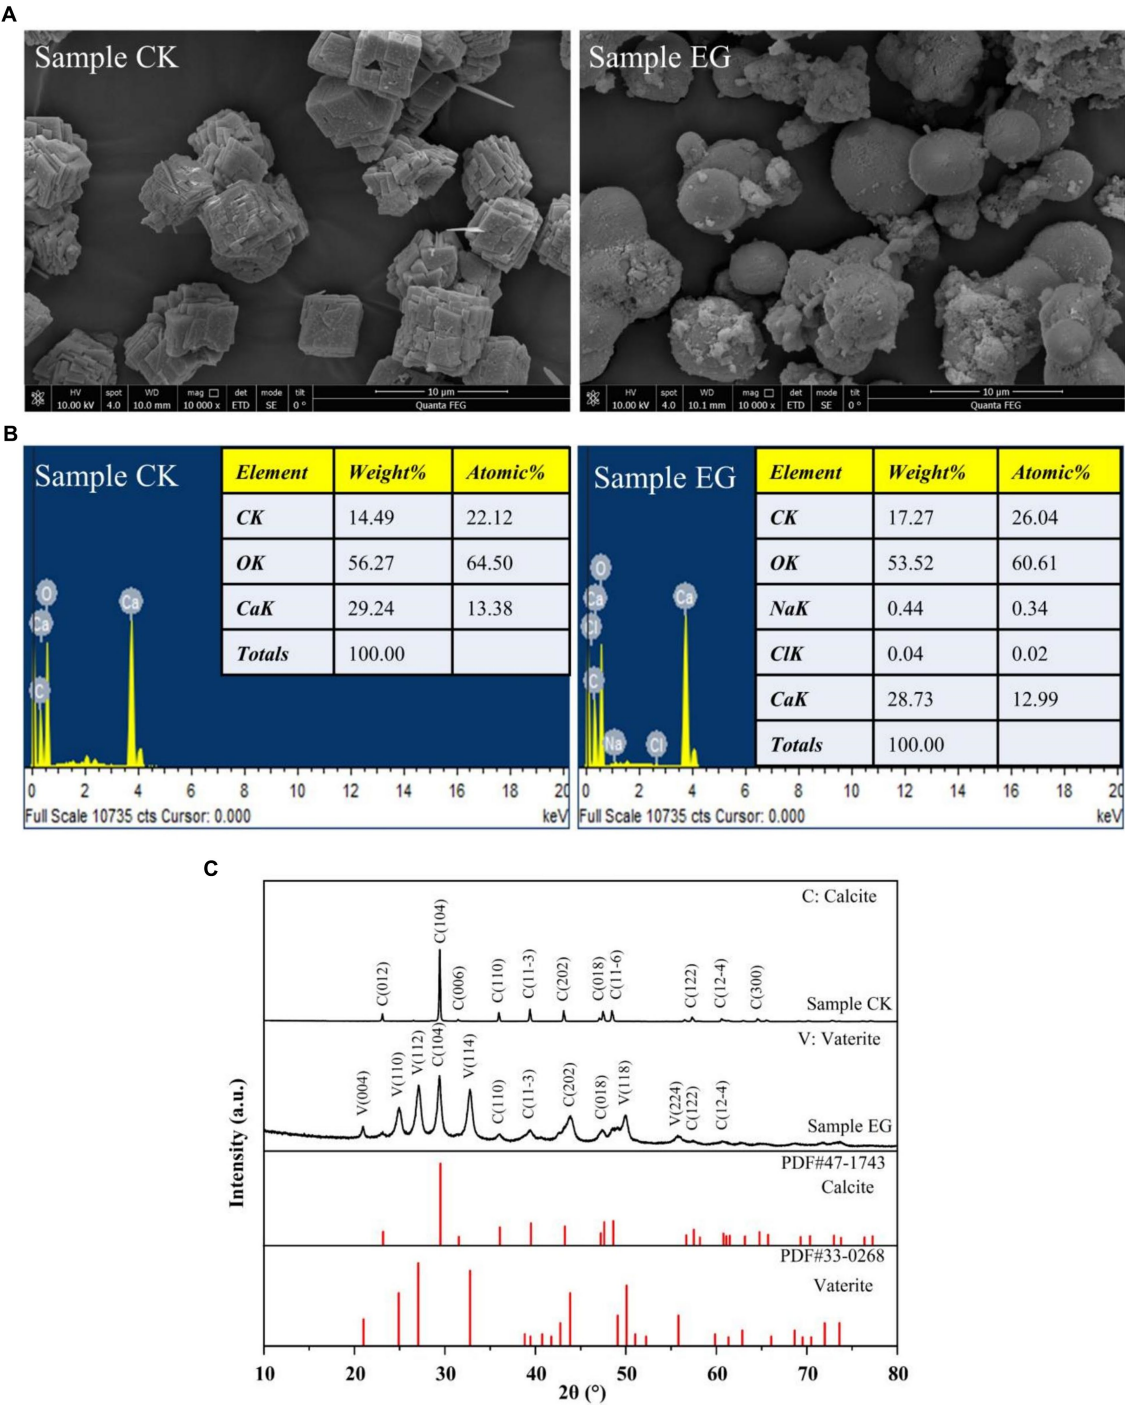 A
Sample CK
HV spot WD mag det mode tilt
10.00 kV 4.0 10.0 mm 10 000 x ETD SE 0 °
10 µm
Quanta FEG
Sample EG
HV spot WD mag det mode tilt
10.00 kV 4.0 10.1 mm 10 000 x ETD SE 0 °
10 µm
Quanta FEG
B
Sample CK
Element Weight% Atomic%
CK 14.49 22.12
OK 56.27 64.50
CaK 29.24 13.38
Totals 100.00
O
Ca
C
Ca
0 2 4 6 8 10 12 14 16 18 20
Full Scale 10735 cts Cursor: 0.000 keV
Sample EG
Element Weight% Atomic%
CK 17.27 26.04
OK 53.52 60.61
NaK 0.44 0.34
ClK 0.04 0.02
CaK 28.73 12.99
Totals 100.00
O
Ca
Cl
C
Na
Cl
Ca
0 2 4 6 8 10 12 14 16 18 20
Full Scale 10735 cts Cursor: 0.000 keV
C
C: Calcite
C(012) C(104) C(006) C(110) C(11-3) C(202) C(018) C(11-6) C(122) C(12-4) C(300)
Sample CK
V: Vaterite
V(004) V(110) V(112) C(104) V(114) C(110) C(11-3) C(202) C(018) V(118) V(224) C(122) C(12-4)
Sample EG
PDF#47-1743
Calcite
PDF#33-0268
Vaterite
Intensity (a.u.)
10 20 30 40 50 60 70 80
2θ (°)